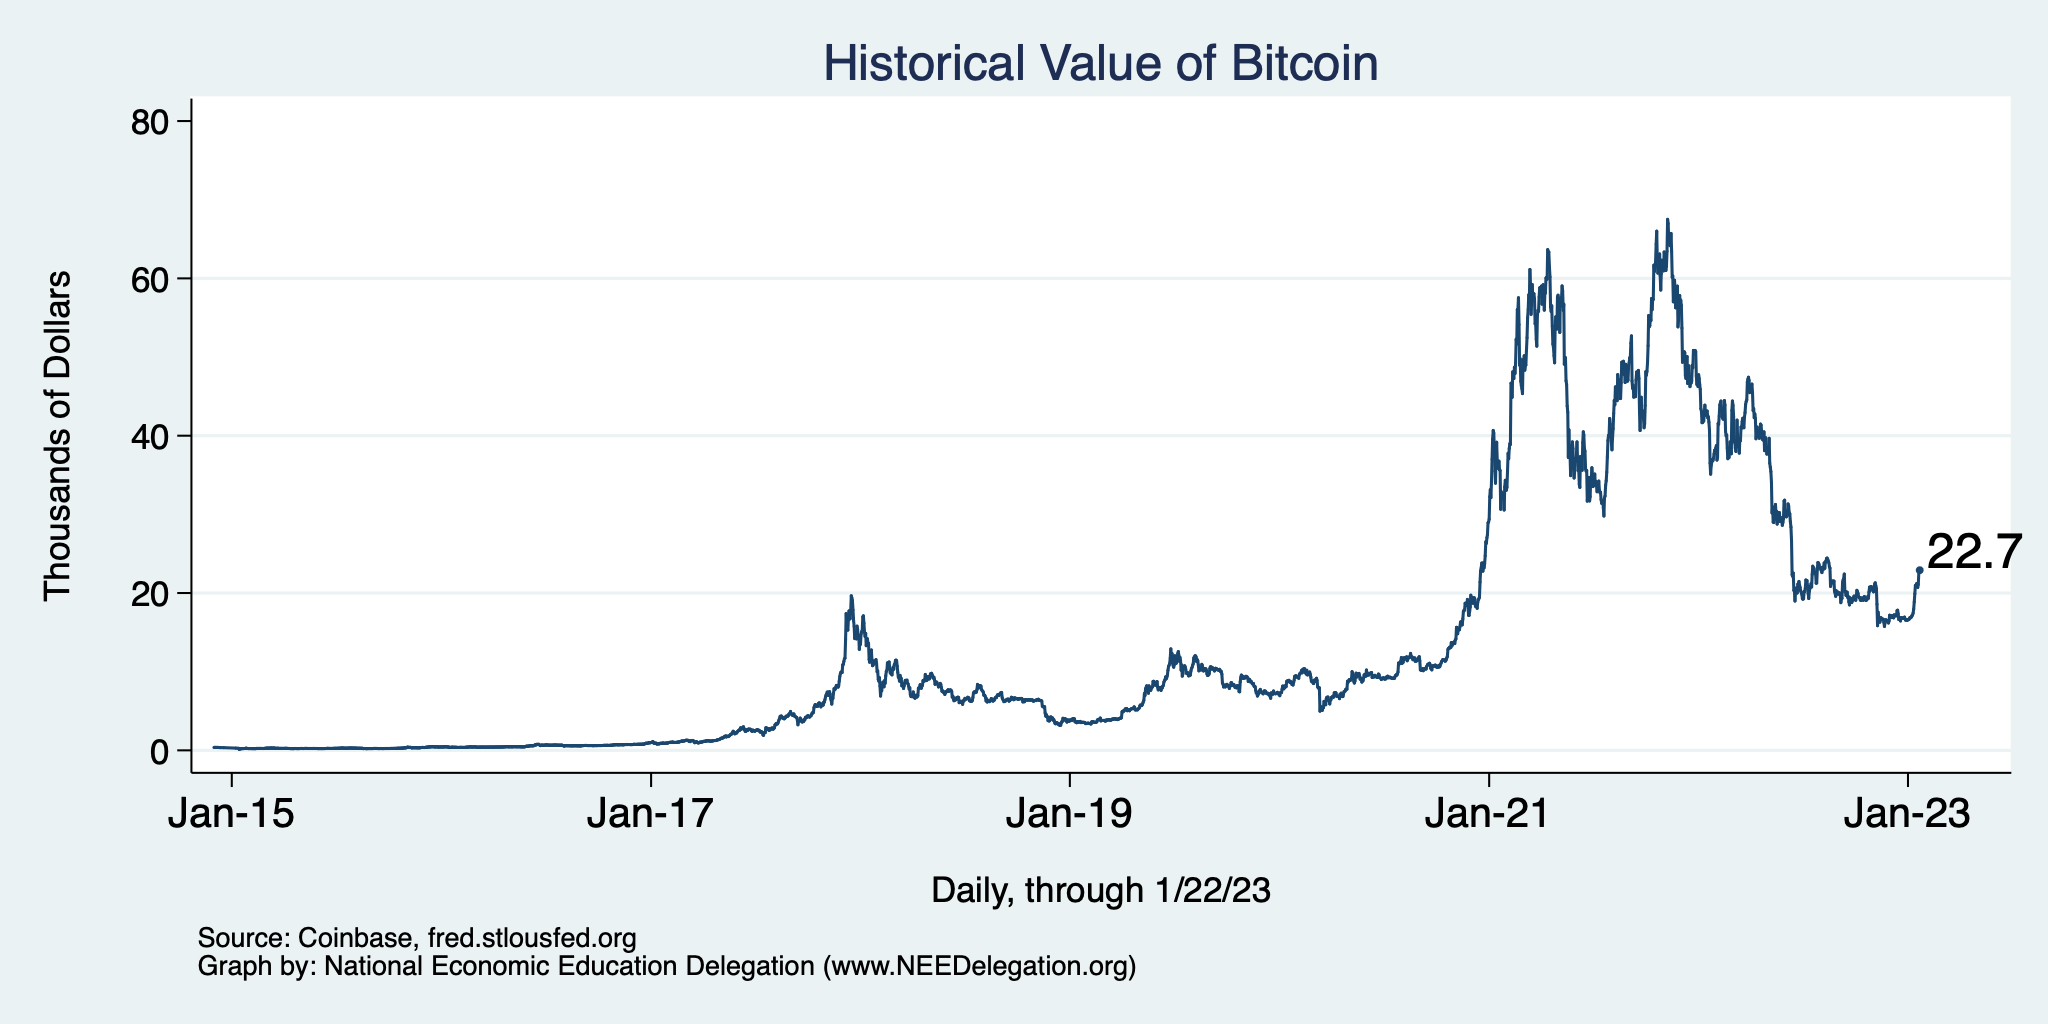 Historical Value of Bitcoin
80
60
40
20
0
Thousands of Dollars
22.7
Jan-15 Jan-17 Jan-19 Jan-21 Jan-23
Daily, through 1/22/23
Source: Coinbase, fred.stlousfed.org
Graph by: National Economic Education Delegation (www.NEEDelegation.org)